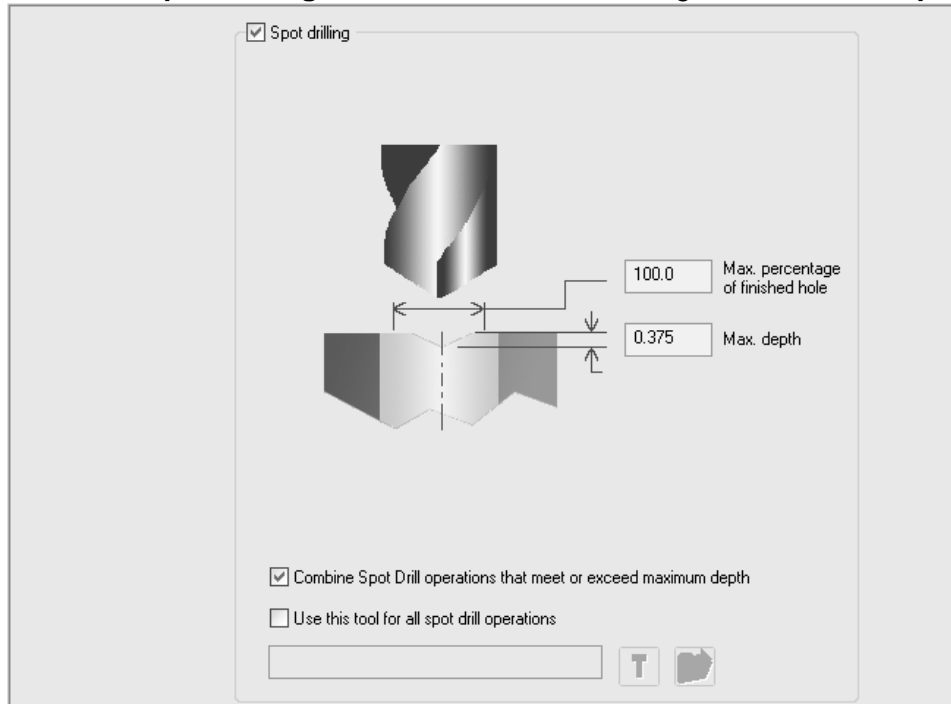 Spot drilling
100.0
Max. percentage
of finished hole
0.375
Max. depth
Combine Spot Drill operations that meet or exceed maximum depth
Use this tool for all spot drill operations
T